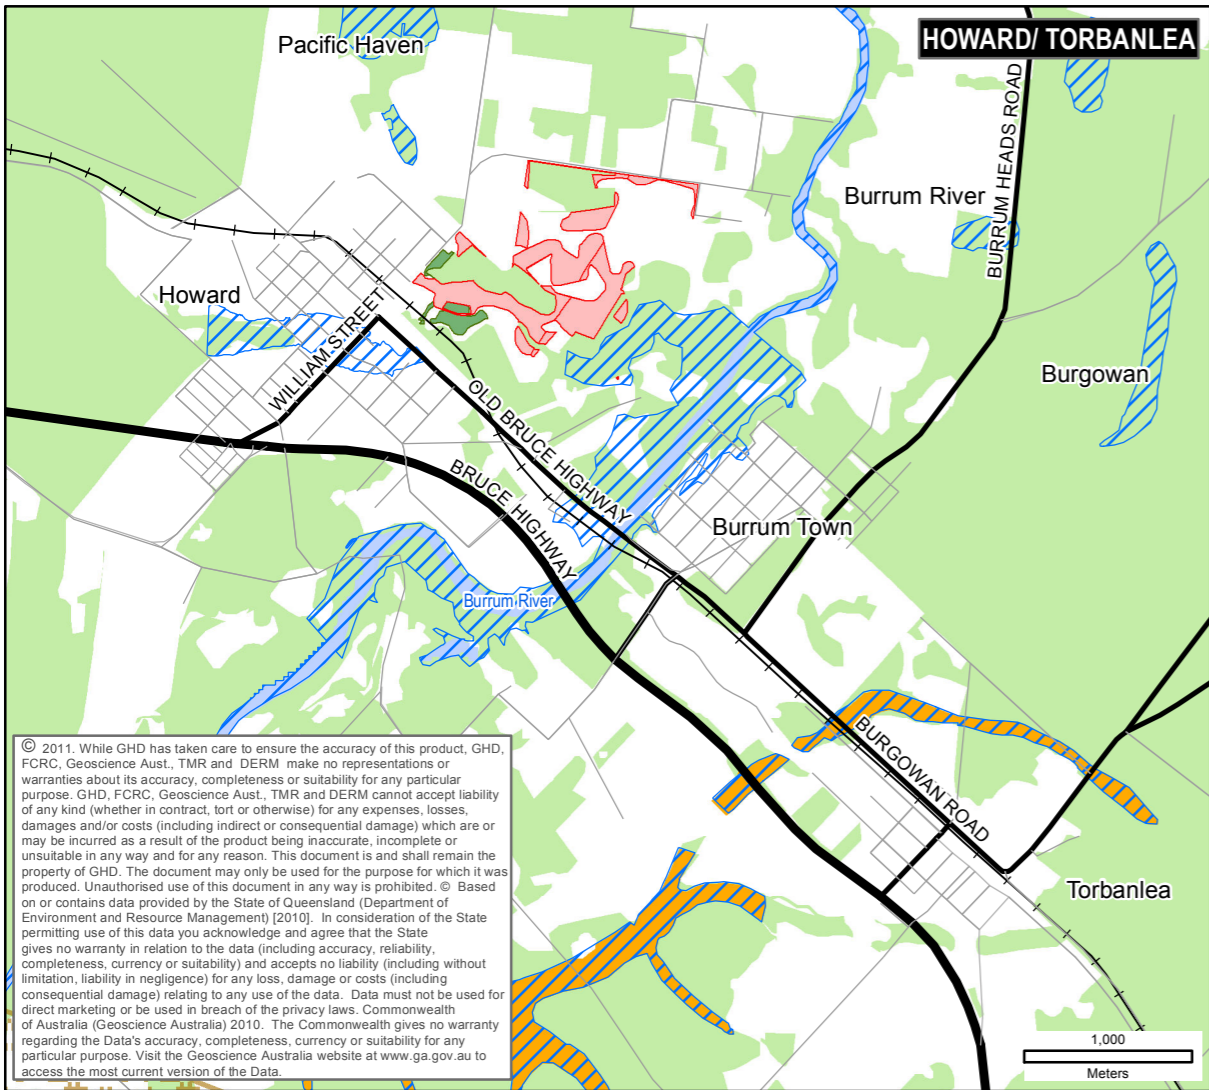 HOWARD/ TORBANLEA
Pacific Haven
BURRUM HEADS ROAD
Burrum River
Howard
WILLIAM STREET
Burgowan
OLD BRUCE HIGHWAY
BRUCE HIGHWAY
Burrum Town
Burrum River
BURGOWAN ROAD
Torbanlea
© 2011. While GHD has taken care to ensure the accuracy of this product, GHD,
FCRC, Geoscience Aust., TMR and DERM make no representations or
warranties about its accuracy, completeness or suitability for any particular
purpose. GHD, FCRC, Geoscience Aust., TMR and DERM cannot accept liability
of any kind (whether in contract, tort or otherwise) for any expenses, losses,
damages and/or costs (including indirect or consequential damage) which are or
may be incurred as a result of the product being inaccurate, incomplete or
unsuitable in any way and for any reason. This document is and shall remain the
property of GHD. The document may only be used for the purpose for which it was
produced. Unauthorised use of this document in any way is prohibited. © Based
on or contains data provided by the State of Queensland (Department of
Environment and Resource Management) [2010]. In consideration of the State
permitting use of this data you acknowledge and agree that the State
gives no warranty in relation to the data (including accuracy, reliability,
completeness, currency or suitability) and accepts no liability (including without
limitation, liability in negligence) for any loss, damage or costs (including
consequential damage) relating to any use of the data. Data must not be used for
direct marketing or be used in breach of the privacy laws. Commonwealth
of Australia (Geoscience Australia) 2010. The Commonwealth gives no warranty
regarding the Data's accuracy, completeness, currency or suitability for any
particular purpose. Visit the Geoscience Australia website at www.ga.gov.au to
access the most current version of the Data.
1,000
Meters